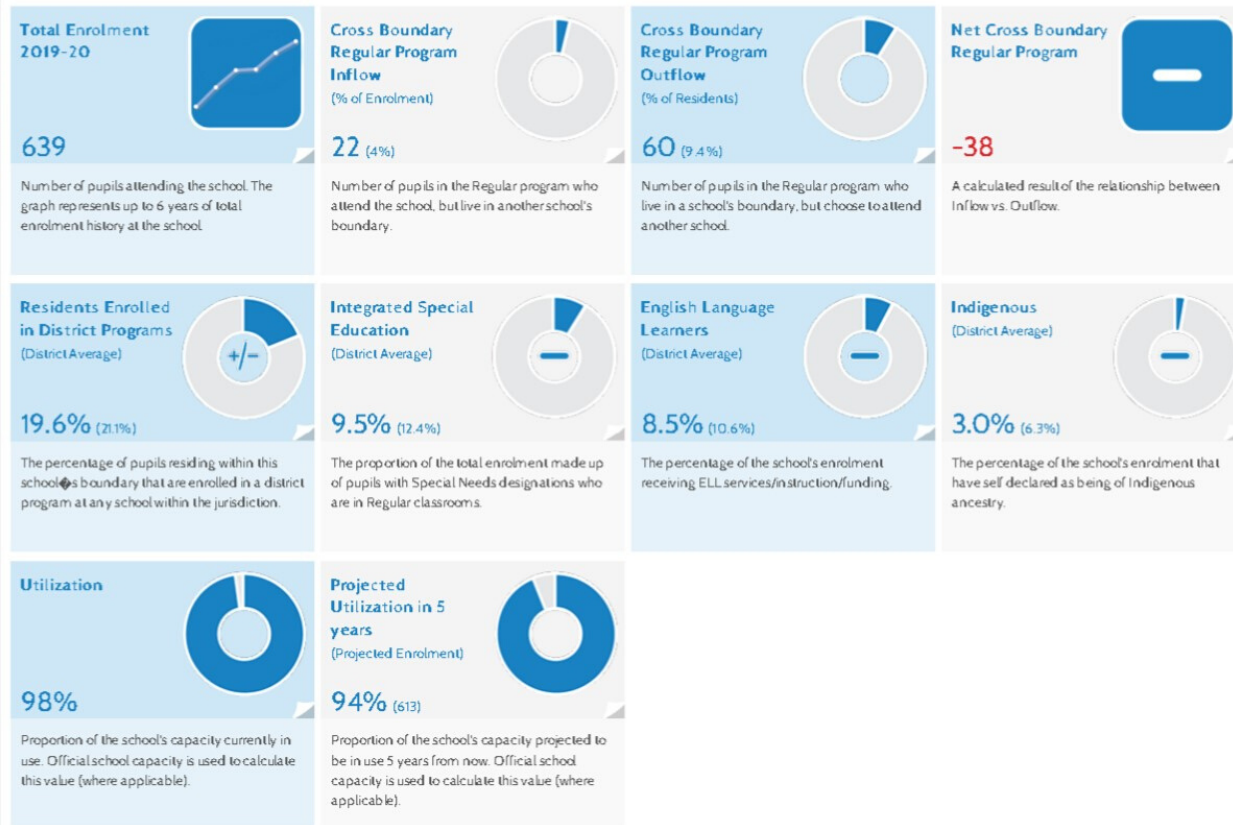 Total Enrolment
2019-20
639
Number of pupils attending the school. The
graph represents up to 6 years of total
enrolment history at the school.
Cross Boundary
Regular Program
Inflow
(% of Enrolment)
22 (4%)
Number of pupils in the Regular program who
attend the school, but live in another school's
boundary.
Cross Boundary
Regular Program
Outflow
(% of Residents)
60 (9.4%)
Number of pupils in the Regular program who
live in a school's boundary, but choose to attend
another school.
Net Cross Boundary
Regular Program
-38
A calculated result of the relationship between
Inflow vs. Outflow.
Residents Enrolled
in District Programs
(District Average)
+/-
19.6% (21.1%)
The percentage of pupils residing within this
school�s boundary that are enrolled in a district
program at any school within the jurisdiction.
Integrated Special
Education
(District Average)
9.5% (12.4%)
The proportion of the total enrolment made up
of pupils with Special Needs designations who
are in Regular classrooms.
English Language
Learners
(District Average)
8.5% (10.6%)
The percentage of the school's enrolment
receiving ELL services/instruction/funding.
Indigenous
(District Average)
3.0% (6.3%)
The percentage of the school's enrolment that
have self declared as being of Indigenous
ancestry.
Utilization
98%
Proportion of the school's capacity currently in
use. Official school capacity is used to calculate
this value (where applicable).
Projected
Utilization in 5
years
(Projected Enrolment)
94% (613)
Proportion of the school's capacity projected to
be in use 5 years from now. Official school
capacity is used to calculate this value (where
applicable).